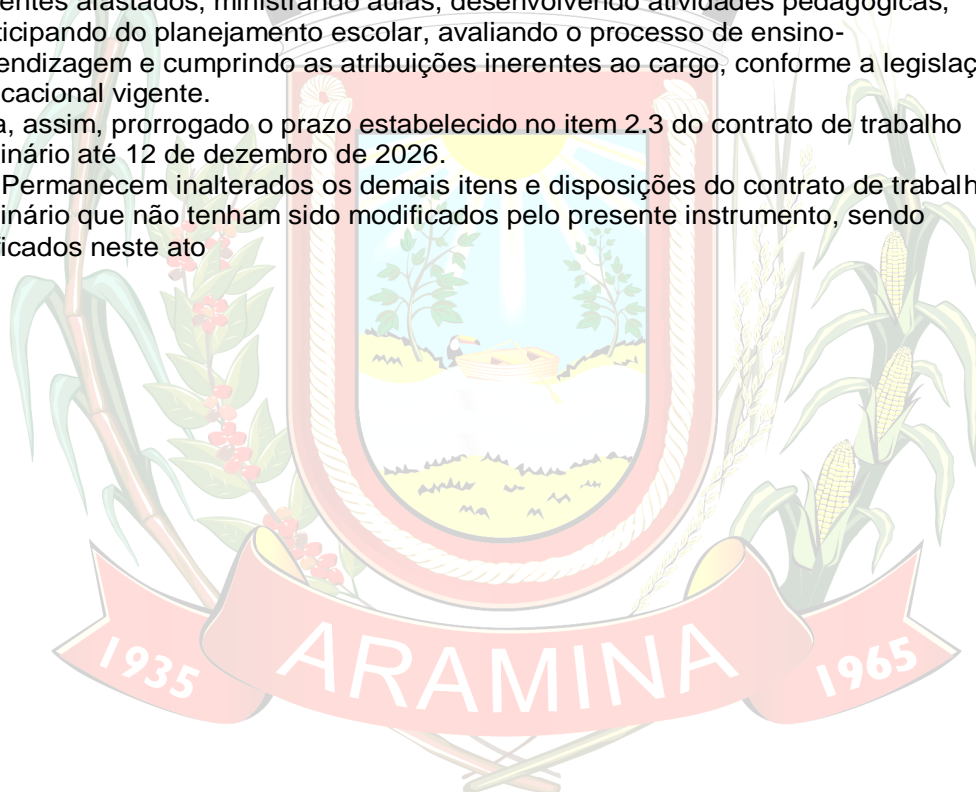 entes afastados, ministrando aulas, desenvolvendo atividades pedagógicas,
ticipando do planejamento escolar, avaliando o processo de ensino-
endizagem e cumprindo as atribuições inerentes ao cargo, conforme a legislaç
cacional vigente.
a, assim, prorrogado o prazo estabelecido no item 2.3 do contrato de trabalho
inário até 12 de dezembro de 2026.
Permanecem inalterados os demais itens e disposições do contrato de trabalh
inário que não tenham sido modificados pelo presente instrumento, sendo
ficados neste ato
1935 ARAMINA 1965